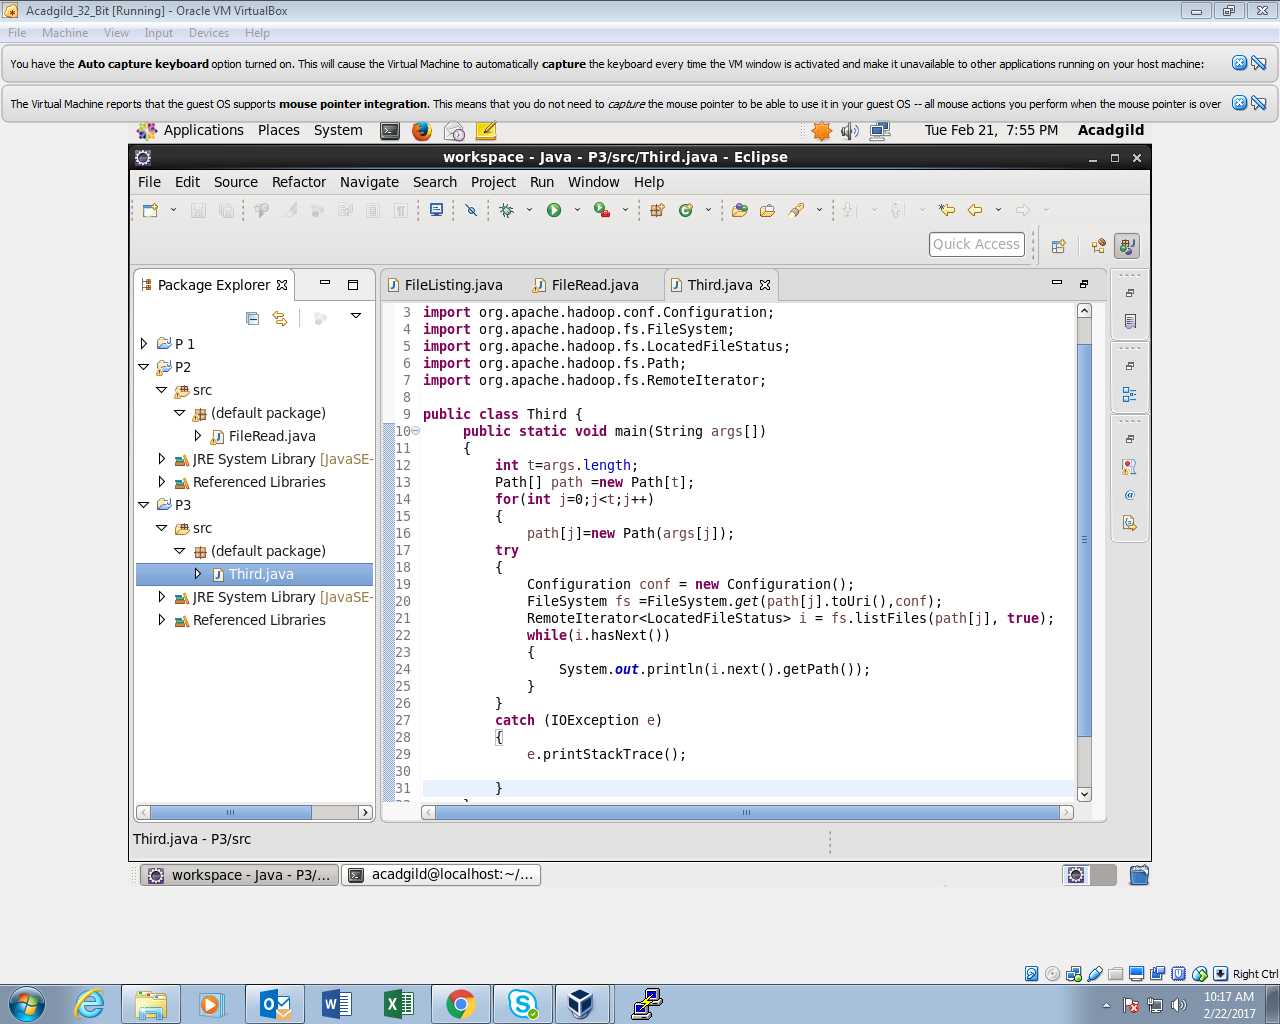 Acadgild_32_Bit [Running] - Oracle VM VirtualBox
File Machine View Input Devices Help
You have the Auto capture keyboard option turned on. This will cause the Virtual Machine to automatically capture the keyboard every time the VM window is activated and make it unavailable to other applications running on your host machine:
The Virtual Machine reports that the guest OS supports mouse pointer integration. This means that you do not need to capture the mouse pointer to be able to use it in your guest OS -- all mouse actions you perform when the mouse pointer is over
Applications Places System Tue Feb 21, 7:55 PM Acadgild
workspace - Java - P3/src/Third.java - Eclipse
File Edit Source Refactor Navigate Search Project Run Window Help
Quick Access
Package Explorer
P 1
P2
src
(default package)
FileRead.java
JRE System Library [JavaSE-
Referenced Libraries
P3
src
(default package)
Third.java
JRE System Library [JavaSE-
Referenced Libraries
FileListing.java FileRead.java Third.java
3 import org.apache.hadoop.conf.Configuration;
4 import org.apache.hadoop.fs.FileSystem;
5 import org.apache.hadoop.fs.LocatedFileStatus;
6 import org.apache.hadoop.fs.Path;
7 import org.apache.hadoop.fs.RemoteIterator;
8
9 public class Third {
10 public static void main(String args[])
11 {
12 int t=args.length;
13 Path[] path =new Path[t];
14 for(int j=0;j<t;j++)
15 {
16 path[j]=new Path(args[j]);
17 try
18 {
19 Configuration conf = new Configuration();
20 FileSystem fs =FileSystem.get(path[j].toUri(),conf);
21 RemoteIterator<LocatedFileStatus> i = fs.listFiles(path[j], true);
22 while(i.hasNext())
23 {
24 System.out.println(i.next().getPath());
25 }
26 }
27 catch (IOException e)
28 {
29 e.printStackTrace();
30
31 }
Third.java - P3/src
workspace - Java - P3/... acadgild@localhost:~/...
Right Ctrl
10:17 AM
2/22/2017